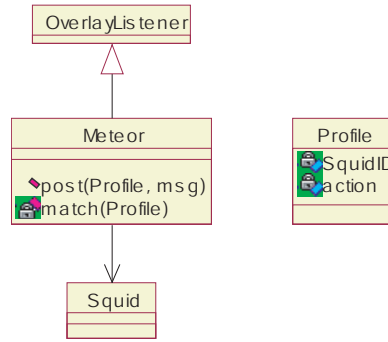 OverlayListener
Meteor
post(Profile, msg)
match(Profile)
Squid
Profile
SquidID
action